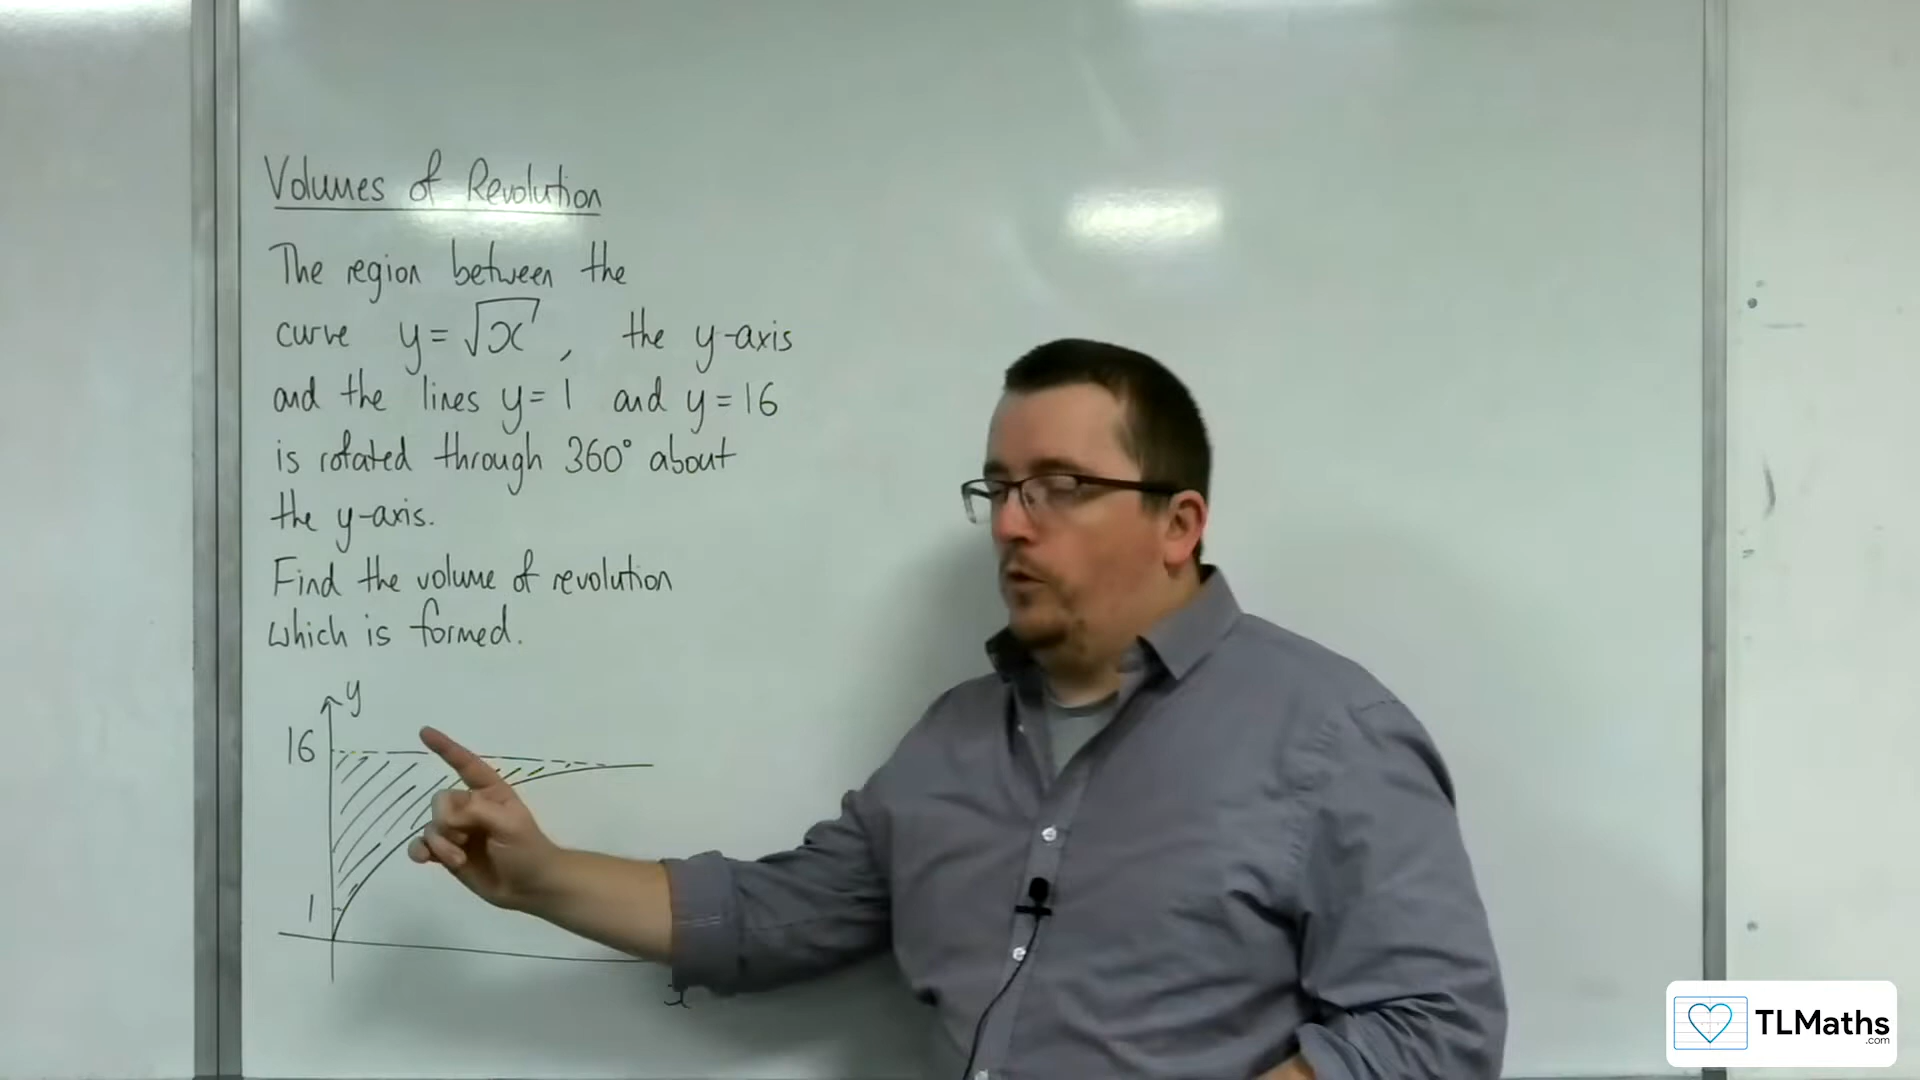 Volumes of Revolution
The region between the
curve y = √x , the y-axis
and the lines y = 1 and y = 16
is rotated through 360° about
the y-axis.
Find the volume of revolution
which is formed.
y
16
1
x
TLMaths
.com